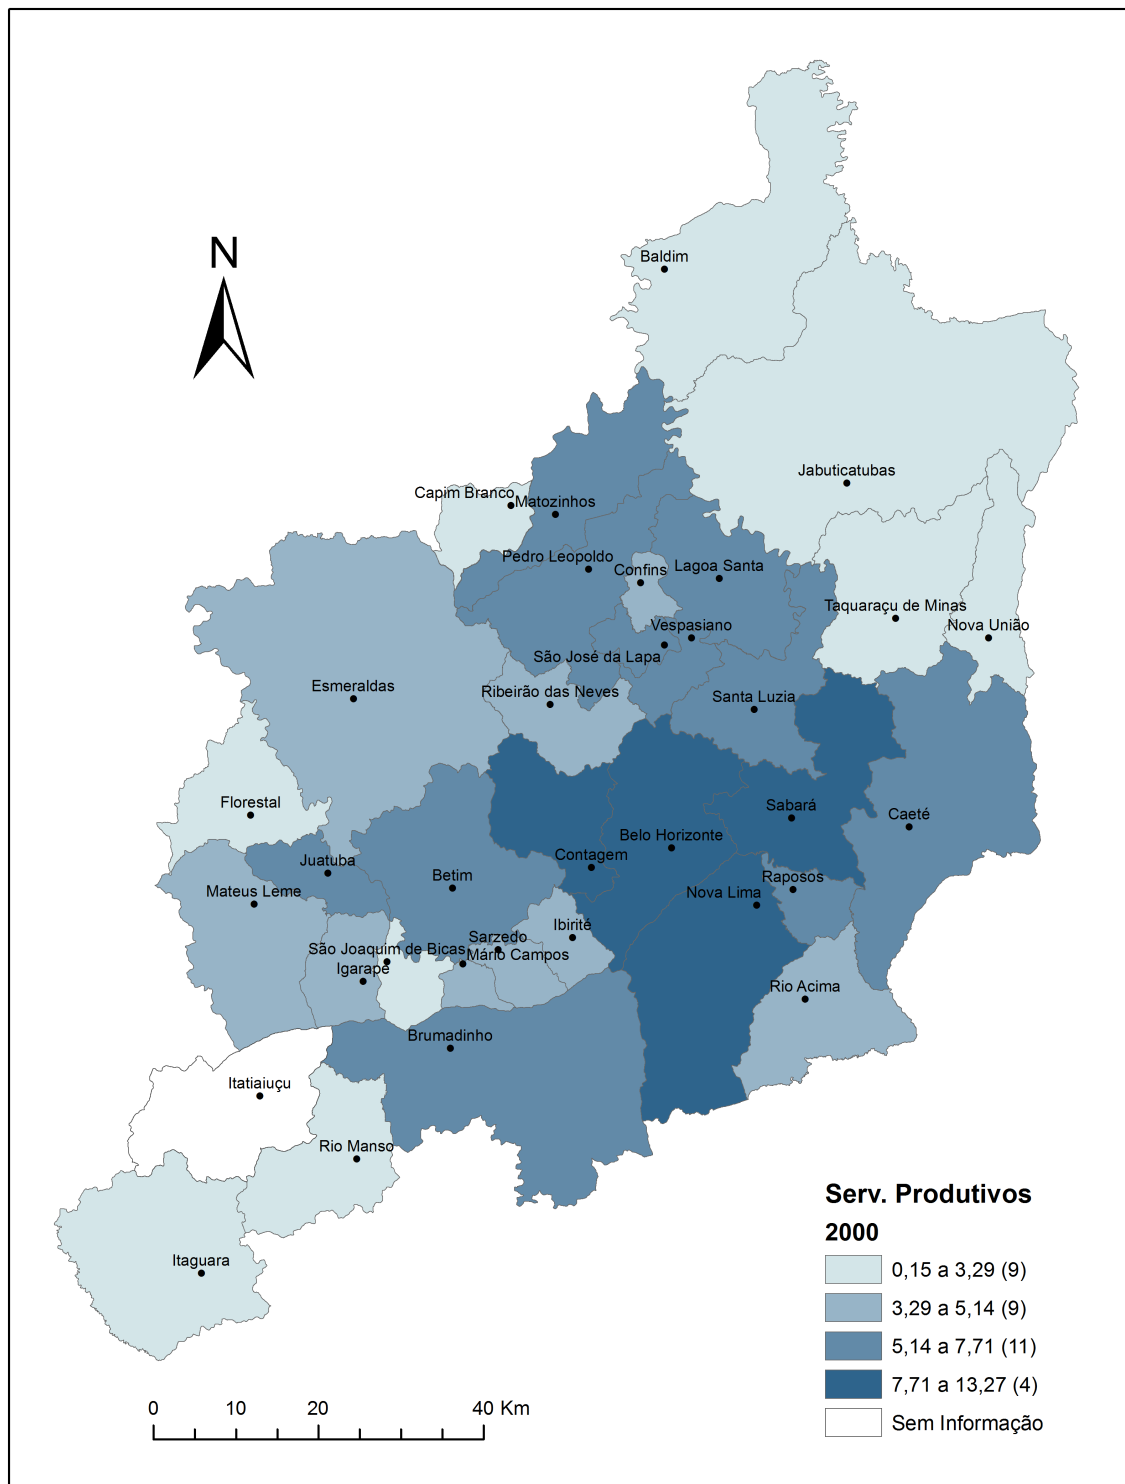 N
Baldim
Jabuticatubas
Capim Branco
Matozinhos
Pedro Leopoldo
Confins
Lagoa Santa
Taquaraçu de Minas
Nova União
Vespasiano
São José da Lapa
Esmeraldas
Ribeirão das Neves
Santa Luzia
Florestal
Sabará
Caeté
Belo Horizonte
Contagem
Juatuba
Betim
Raposos
Mateus Leme
Nova Lima
Ibirité
Sarzedo
São Joaquim de Bicas
Mário Campos
Igarapé
Rio Acima
Brumadinho
Itatiaiuçu
Rio Manso
Itaguara
Serv. Produtivos
2000
0,15 a 3,29 (9)
3,29 a 5,14 (9)
5,14 a 7,71 (11)
7,71 a 13,27 (4)
Sem Informação
0 10 20 40 Km